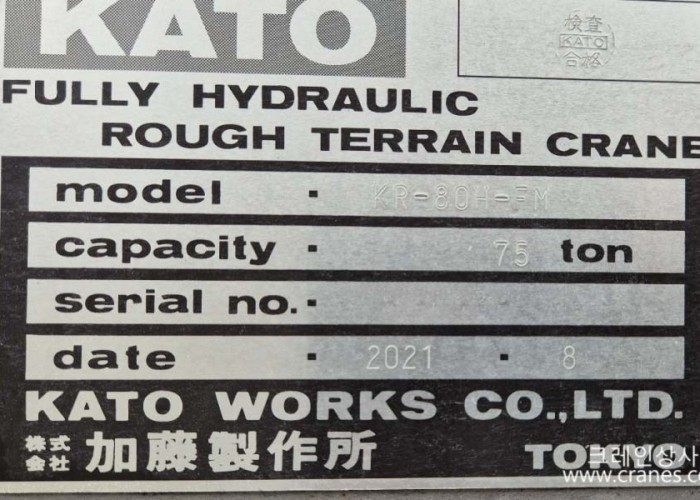 KATO
検査
KATO
合格
FULLY HYDRAULIC
ROUGH TERRAIN CRANE
model · KR-80H-FM
capacity · 75 ton
serial no. ·
date · 2021 · 8
KATO WORKS CO.,LTD.
株式会社 加藤製作所
크레인상사
www.cranes.co